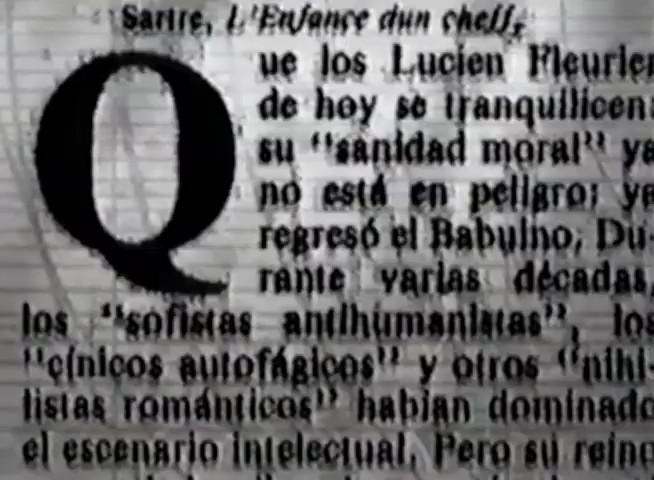 Sartre, L'Enfance dun cheff,
Que los Lucien Fleurier
de hoy se tranquilicen:
su "sanidad moral" ya
no está en peligro; ya
regresó el Babuino. Du-
rante varias décadas,
los "sofistas antihumanistas", los
"cínicos autofágicos" y otros "nihi-
listas románticos" habían dominado
el escenario intelectual. Pero su reino